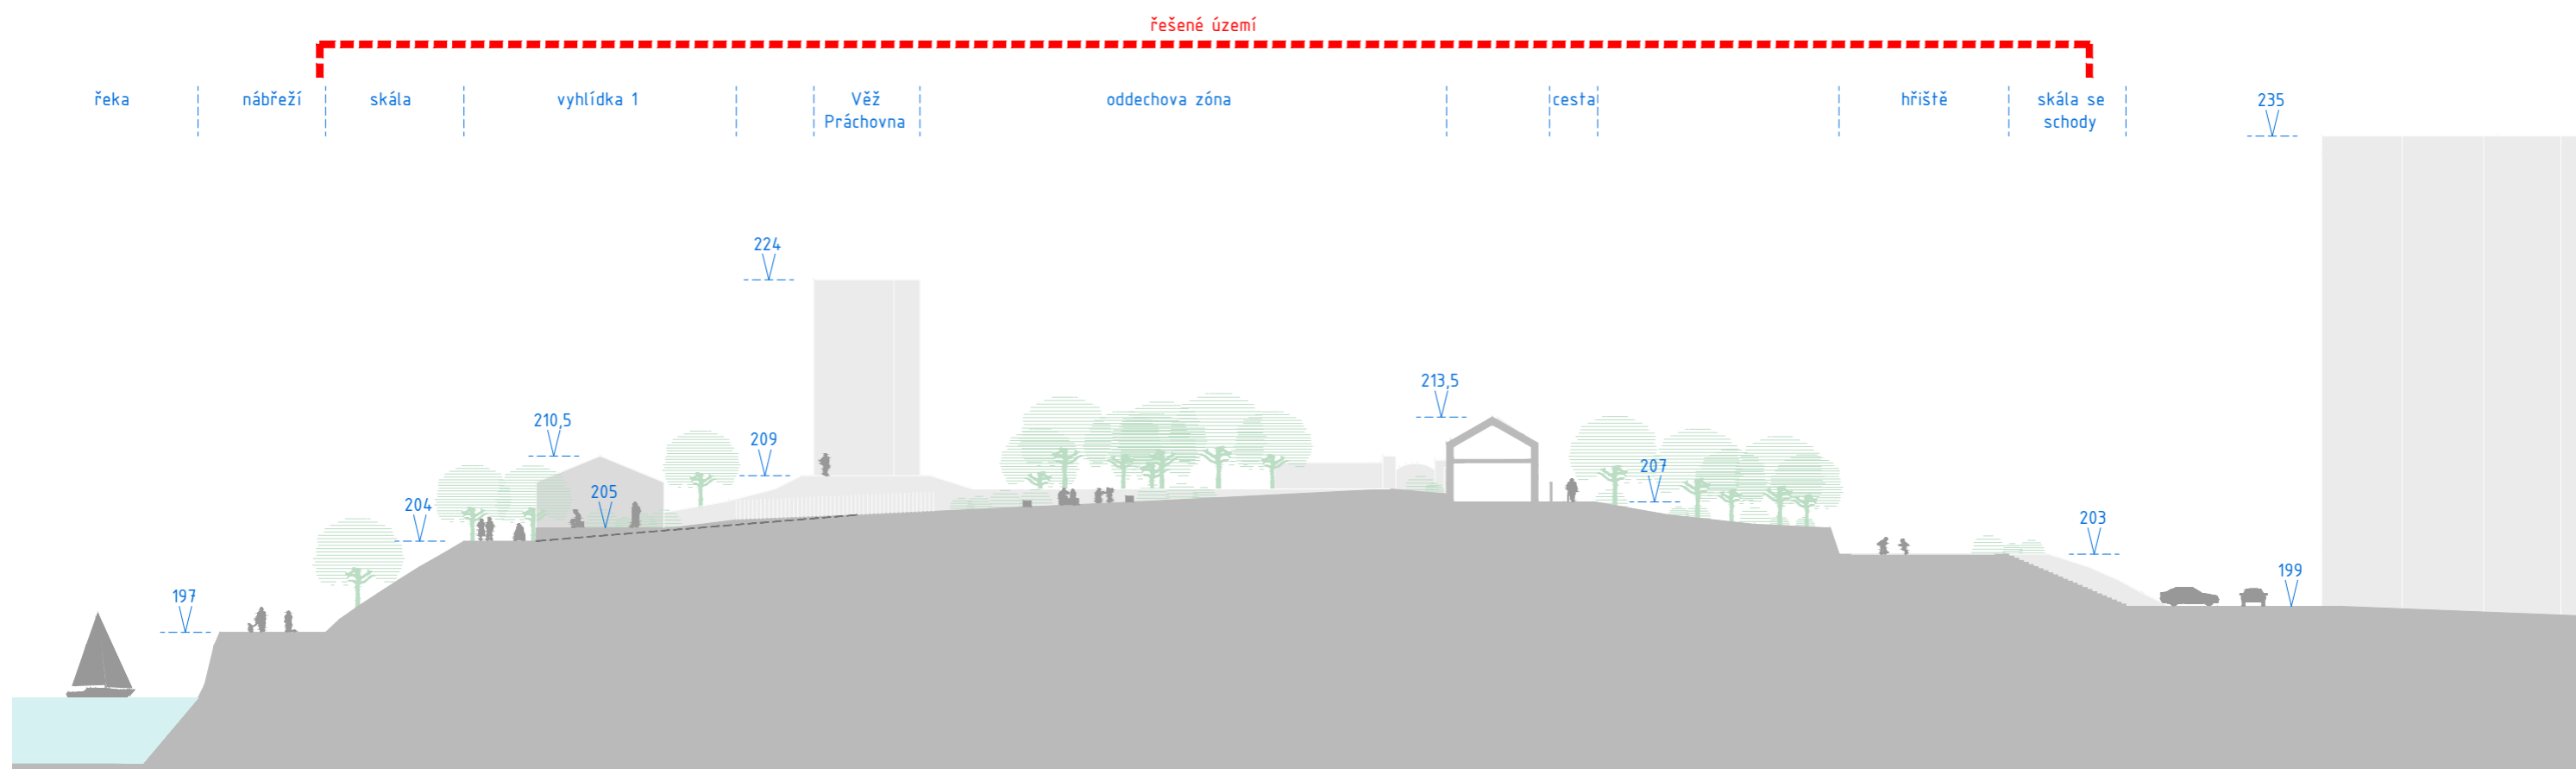 řešené území
řeka
nábřeží
skála
vyhlídka 1
Věž
Práchovna
oddechova zóna
cesta
hřiště
skála se
schody
235
224
213,5
210,5
209
207
205
204
203
199
197